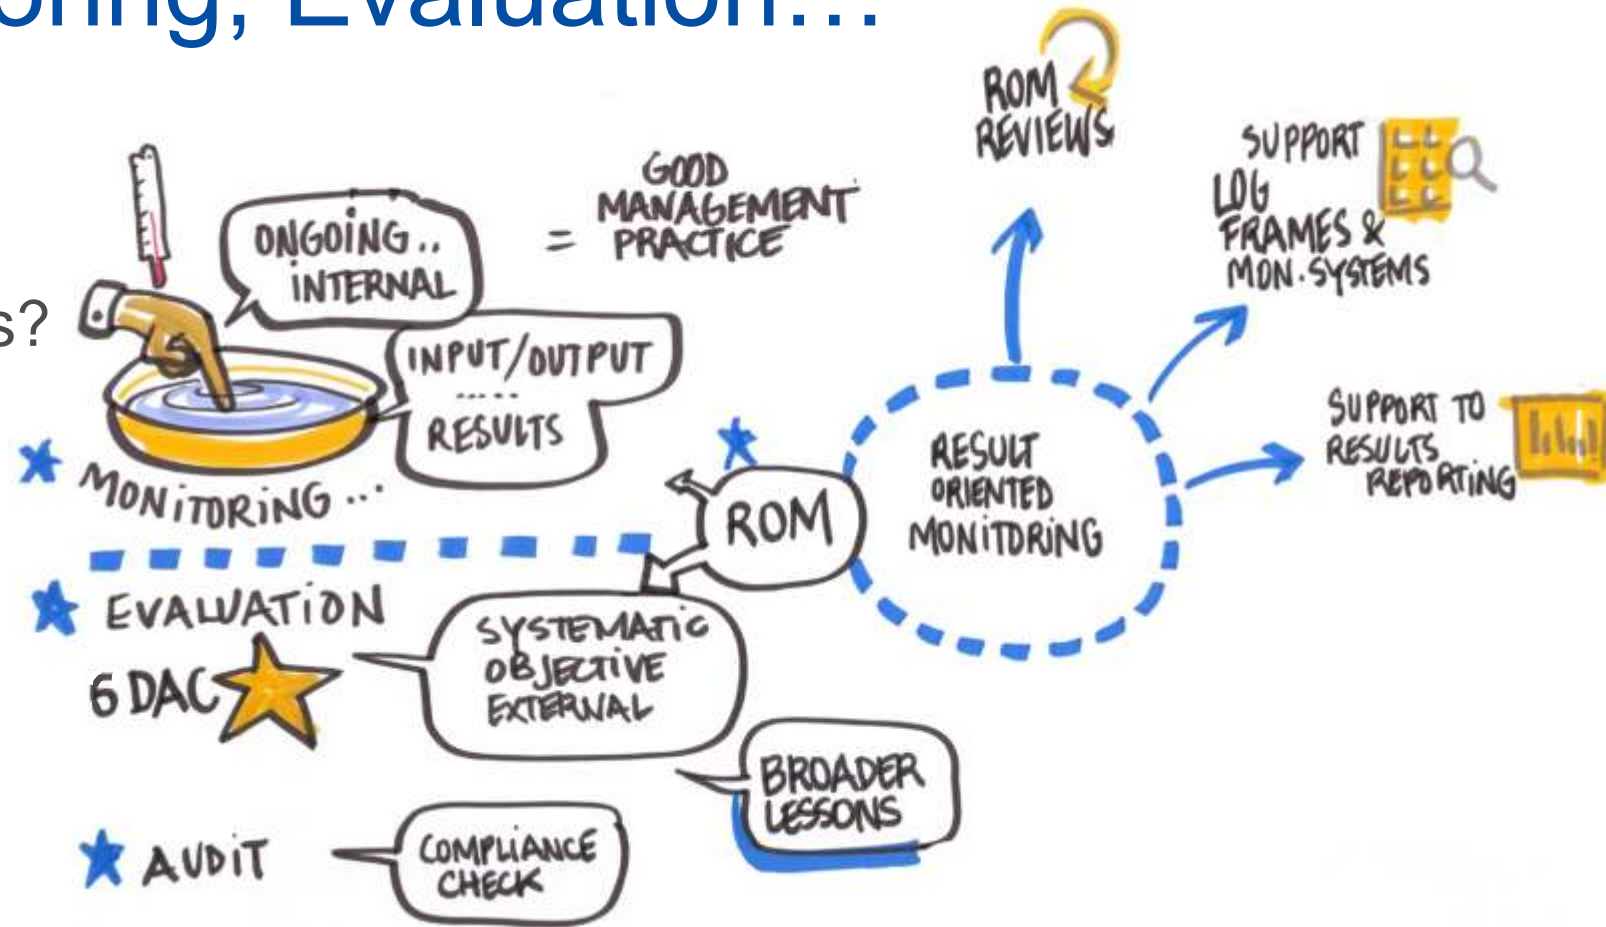 oring, Evaluation...
s?
ONGOING..
INTERNAL
= GOOD
MANAGEMENT
PRACTICE
INPUT/OUTPUT
.....
RESULTS
MONITORING...
EVALUATION
6 DAC
SYSTEMATIC
OBJECTIVE
EXTERNAL
BROADER
LESSONS
AUDIT
COMPLIANCE
CHECK
ROM
RESULT
ORIENTED
MONITORING
ROM
REVIEWS
SUPPORT
LOG
FRAMES &
MON. SYSTEMS
SUPPORT TO
RESULTS
REPORTING